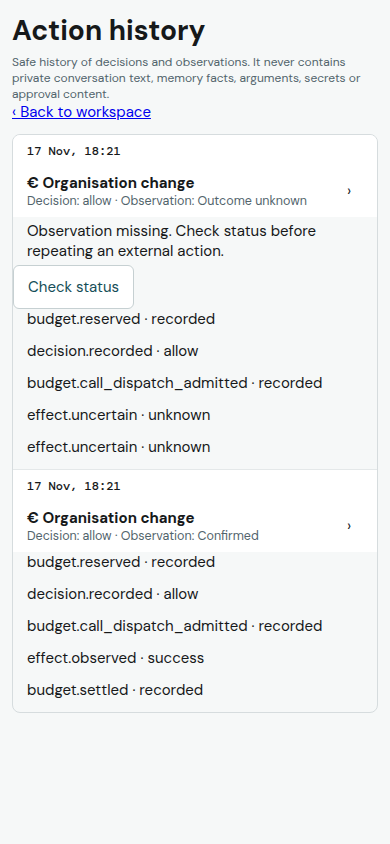 Action history
Safe history of decisions and observations. It never contains
private conversation text, memory facts, arguments, secrets or
approval content.
‹ Back to workspace
17 Nov, 18:21
€ Organisation change
Decision: allow · Observation: Outcome unknown
›
Observation missing. Check status before
repeating an external action.
Check status
budget.reserved · recorded
decision.recorded · allow
budget.call_dispatch_admitted · recorded
effect.uncertain · unknown
effect.uncertain · unknown
17 Nov, 18:21
€ Organisation change
Decision: allow · Observation: Confirmed
›
budget.reserved · recorded
decision.recorded · allow
budget.call_dispatch_admitted · recorded
effect.observed · success
budget.settled · recorded